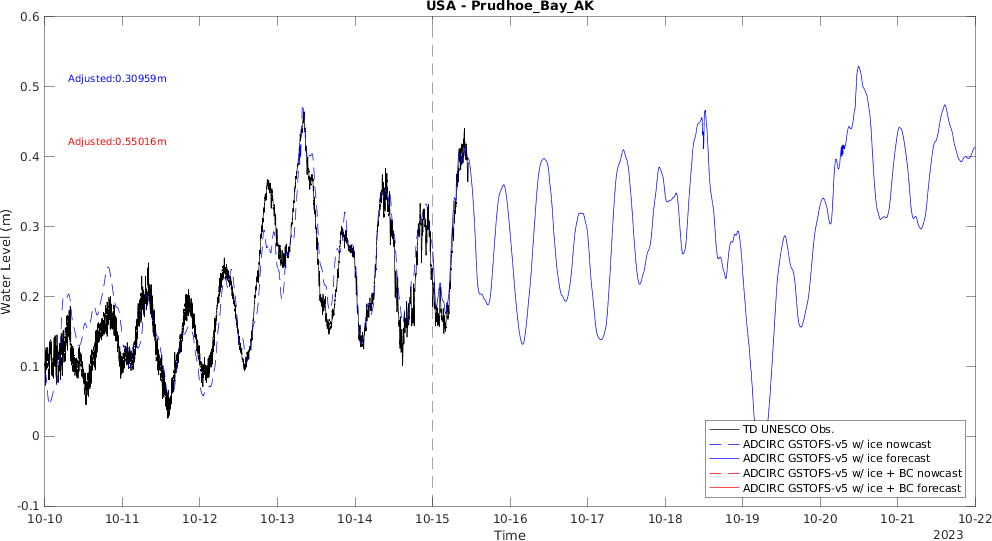 USA - Prudhoe_Bay_AK
0.6
0.5
0.4
0.3
0.2
0.1
0
-0.1
Water Level (m)
Adjusted:0.30959m
Adjusted:0.55016m
TD UNESCO Obs.
ADCIRC GSTOFS-v5 w/ ice nowcast
ADCIRC GSTOFS-v5 w/ ice forecast
ADCIRC GSTOFS-v5 w/ ice + BC nowcast
ADCIRC GSTOFS-v5 w/ ice + BC forecast
10-10 10-11 10-12 10-13 10-14 10-15 10-16 10-17 10-18 10-19 10-20 10-21 10-22
Time
2023